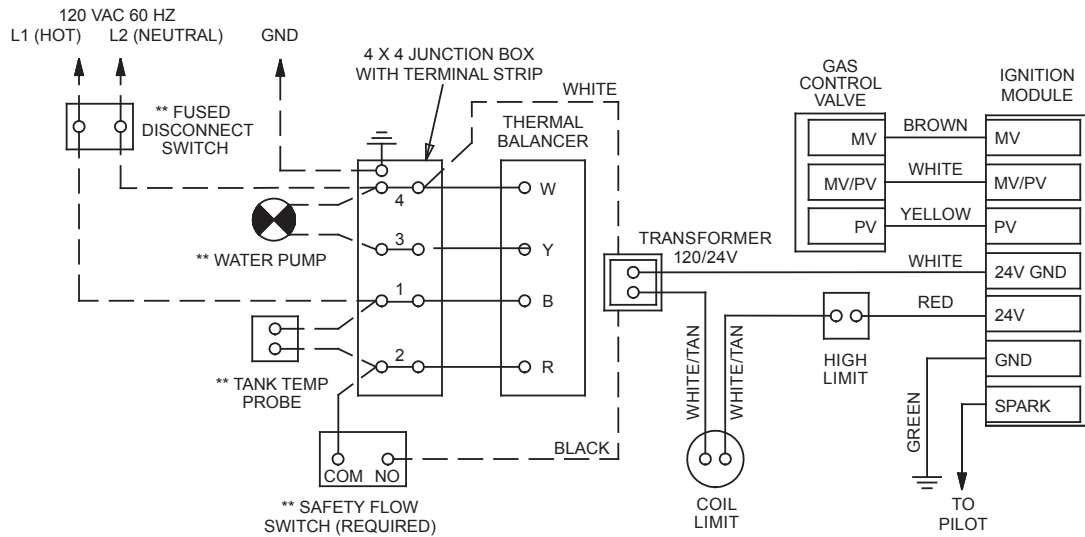 120 VAC 60 HZ
L1 (HOT)
L2 (NEUTRAL)
GND
** FUSED
DISCONNECT
SWITCH
4 X 4 JUNCTION BOX
WITH TERMINAL STRIP
WHITE
THERMAL
BALANCER
4
W
3
Y
1
B
2
R
** WATER PUMP
** TANK TEMP
PROBE
COM
NO
BLACK
** SAFETY FLOW
SWITCH (REQUIRED)
TRANSFORMER
120/24V
WHITE/TAN
WHITE/TAN
COIL
LIMIT
HIGH
LIMIT
GAS
CONTROL
VALVE
IGNITION
MODULE
MV
BROWN
MV
MV/PV
WHITE
MV/PV
PV
YELLOW
PV
WHITE
24V GND
RED
24V
GND
GREEN
SPARK
TO
PILOT